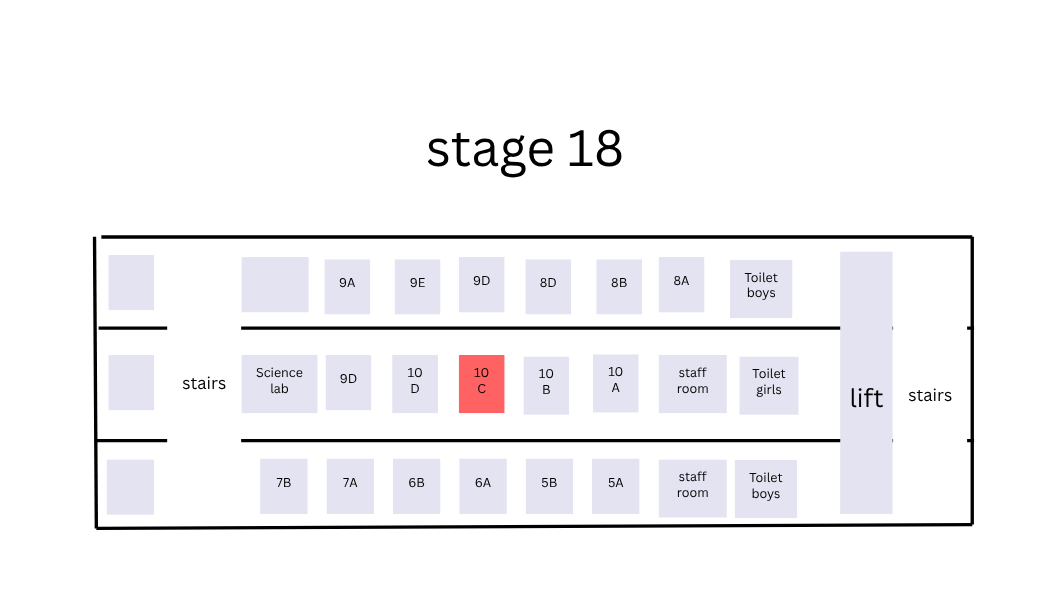 stage 18
9A
9E
9D
8D
8B
8A
Toilet
boys
stairs
Science
lab
9D
10
D
10
C
10
B
10
A
staff
room
Toilet
girls
lift
stairs
7B
7A
6B
6A
5B
5A
staff
room
Toilet
boys